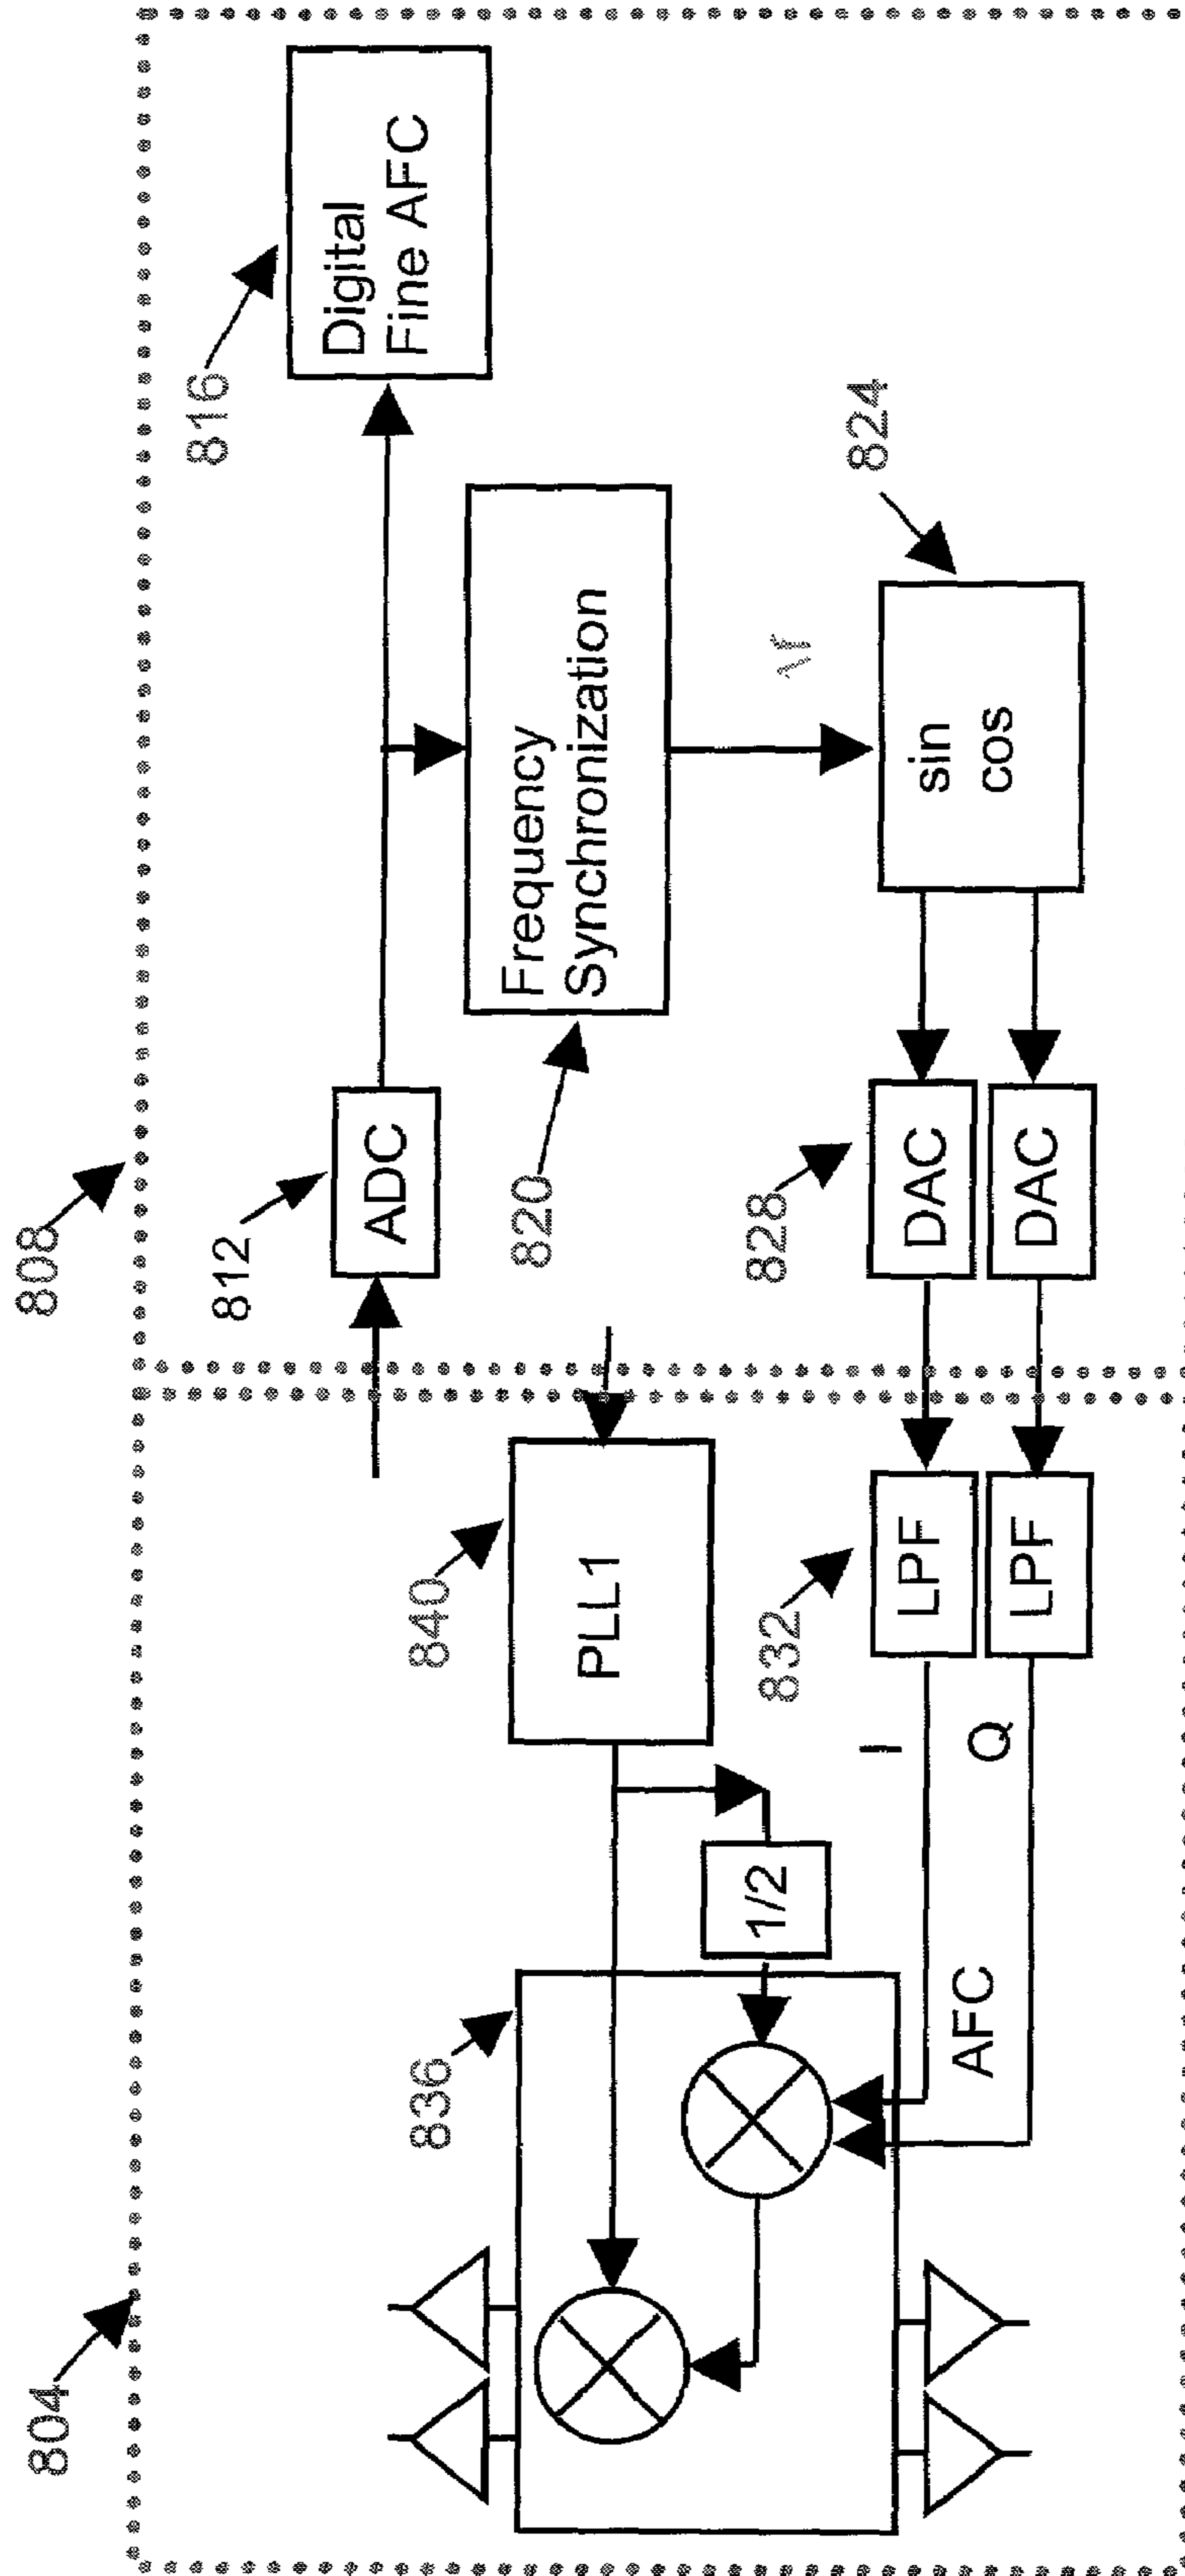 804
808
836
840
812
816
820
824
828
832
ADC
Digital
Fine AFC
Frequency
Synchronization
PLL1
1/2
sin
cos
DAC
DAC
LPF
LPF
I
Q
AFC